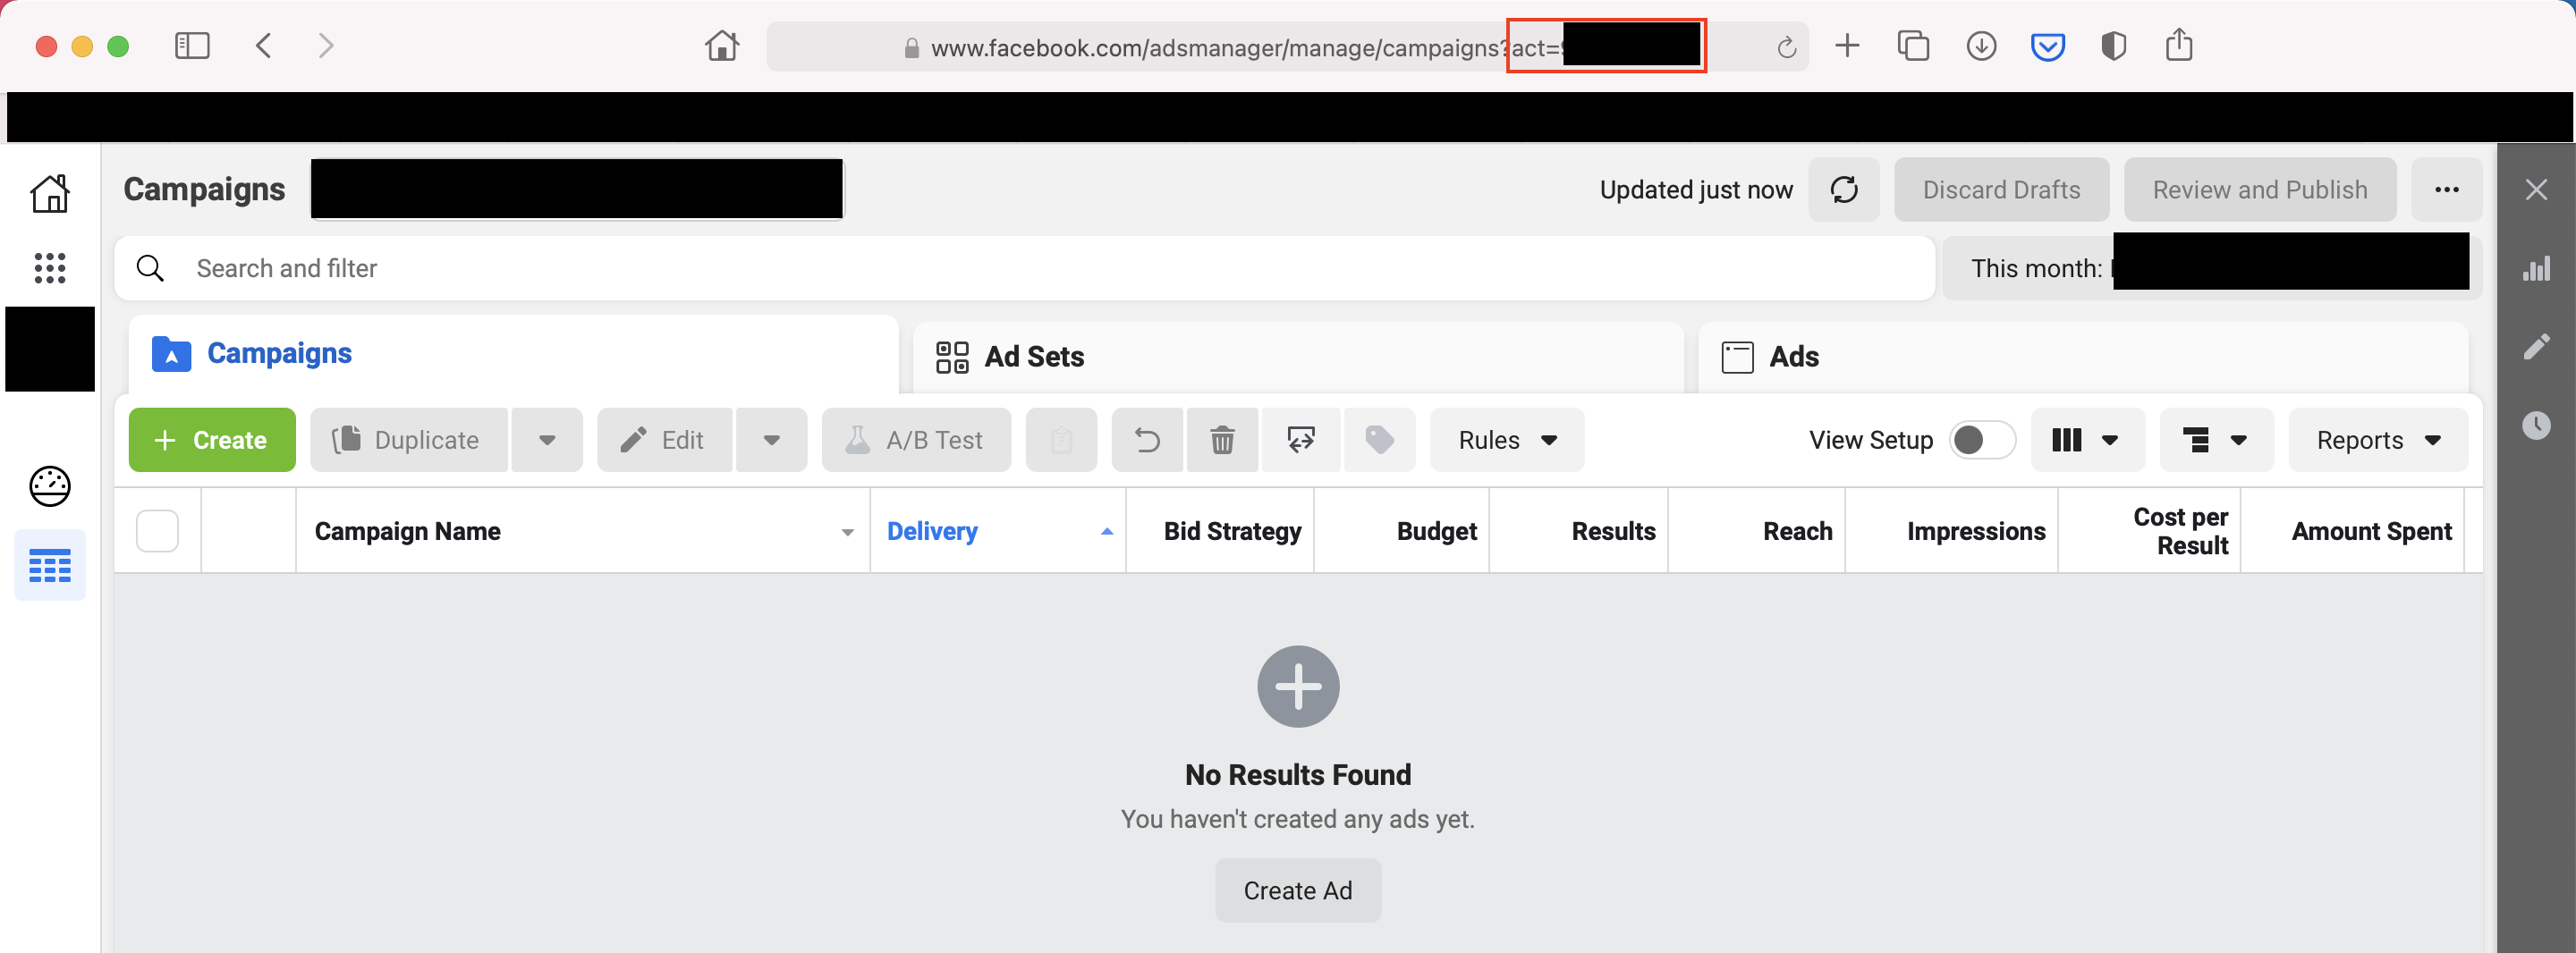 www.facebook.com/adsmanager/manage/campaigns?act=
Campaigns
Updated just now
Discard Drafts
Review and Publish
Search and filter
This month:
Campaigns
Ad Sets
Ads
+ Create
Duplicate
Edit
A/B Test
Rules
View Setup
Reports
Campaign Name
Delivery
Bid Strategy
Budget
Results
Reach
Impressions
Cost per
Result
Amount Spent
No Results Found
You haven't created any ads yet.
Create Ad